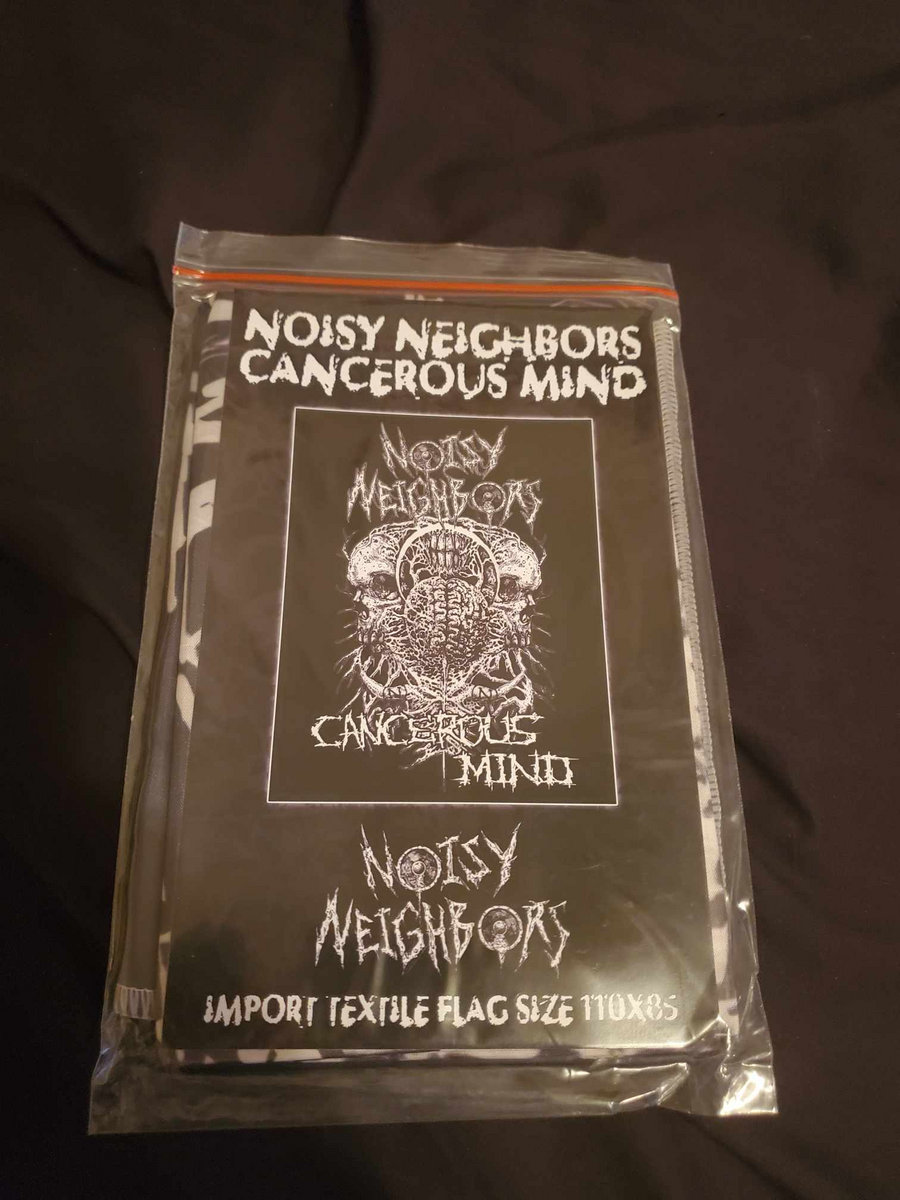 NOISY NEIGHBORS
CANCEROUS MIND
NOISY
NEIGHBORS
CANCEROUS
MIND
NOISY
NEIGHBORS
IMPORT TEXTILE FLAG SIZE 110X85